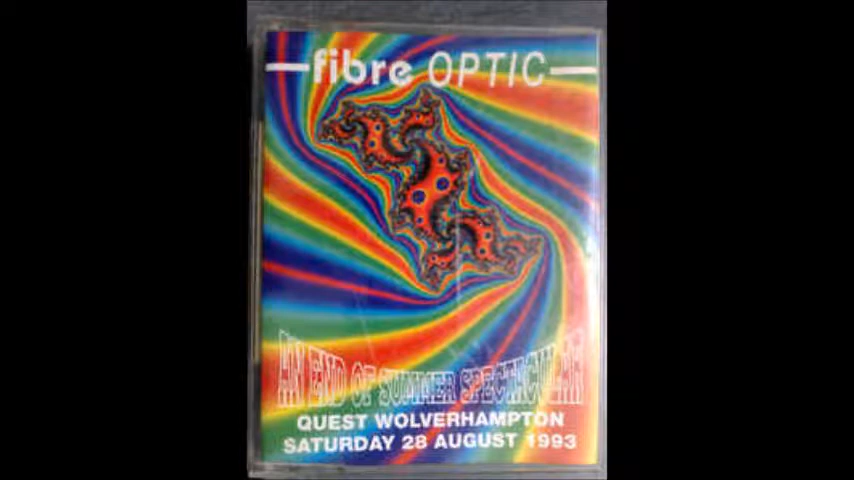 fibre OPTIC
AN END OF SUMMER SPECTACULAR
QUEST WOLVERHAMPTON
SATURDAY 28 AUGUST 1993